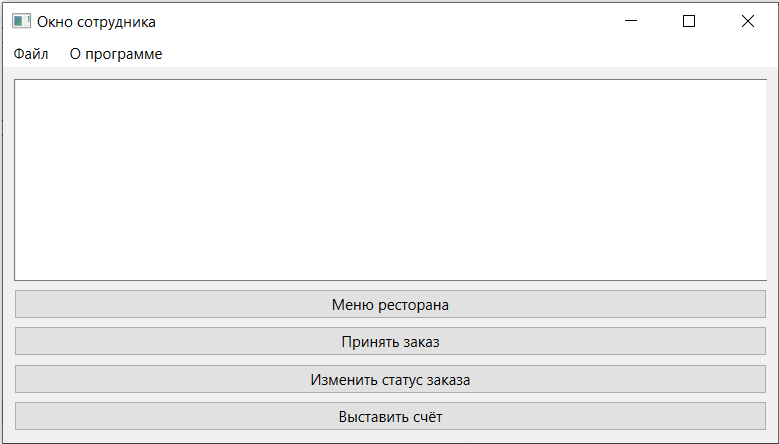 Окно сотрудника
Файл О программе
Меню ресторана
Принять заказ
Изменить статус заказа
Выставить счёт